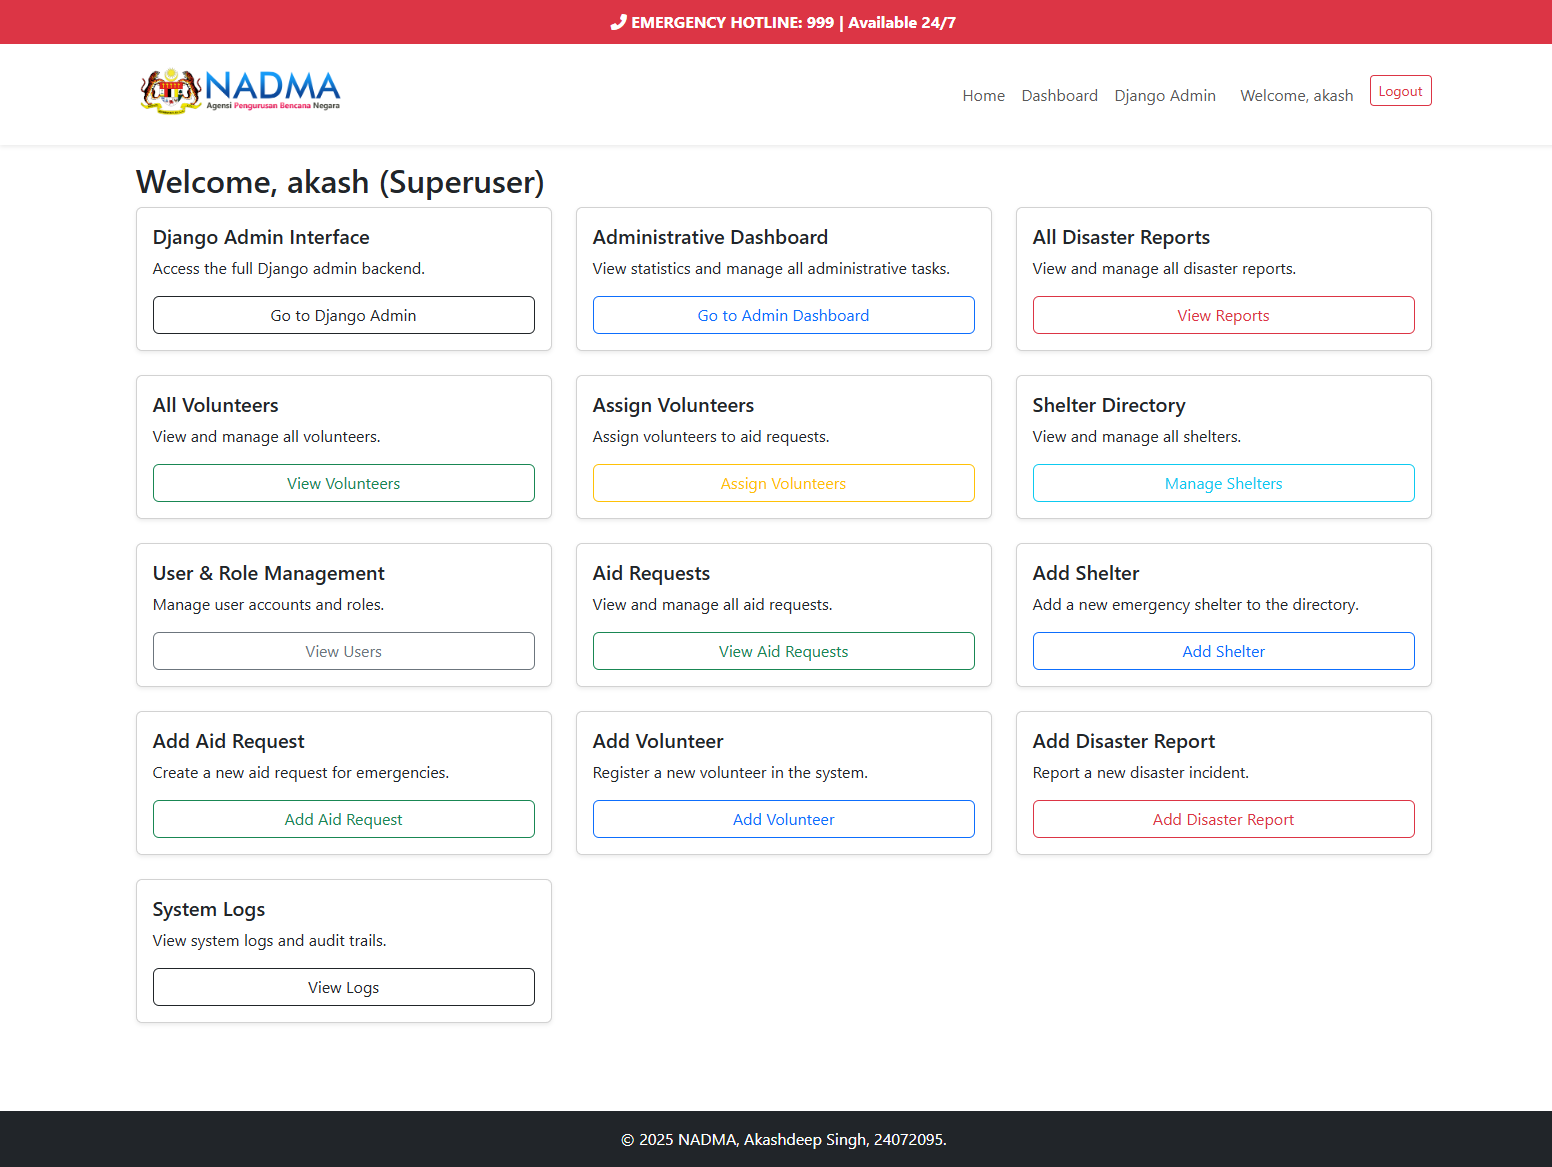 EMERGENCY HOTLINE: 999 | Available 24/7
NADMA
Agensi Pengurusan Bencana Negara
Home Dashboard Django Admin Welcome, akash Logout
Welcome, akash (Superuser)
Django Admin Interface
Access the full Django admin backend.
Go to Django Admin
Administrative Dashboard
View statistics and manage all administrative tasks.
Go to Admin Dashboard
All Disaster Reports
View and manage all disaster reports.
View Reports
All Volunteers
View and manage all volunteers.
View Volunteers
Assign Volunteers
Assign volunteers to aid requests.
Assign Volunteers
Shelter Directory
View and manage all shelters.
Manage Shelters
User & Role Management
Manage user accounts and roles.
View Users
Aid Requests
View and manage all aid requests.
View Aid Requests
Add Shelter
Add a new emergency shelter to the directory.
Add Shelter
Add Aid Request
Create a new aid request for emergencies.
Add Aid Request
Add Volunteer
Register a new volunteer in the system.
Add Volunteer
Add Disaster Report
Report a new disaster incident.
Add Disaster Report
System Logs
View system logs and audit trails.
View Logs
© 2025 NADMA, Akashdeep Singh, 24072095.